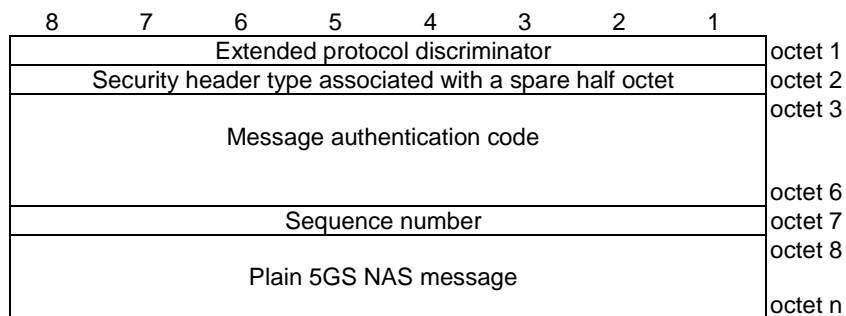 8 7 6 5 4 3 2 1
Extended protocol discriminator octet 1
Security header type associated with a spare half octet octet 2
octet 3
Message authentication code
octet 6
Sequence number octet 7
octet 8
Plain 5GS NAS message
octet n